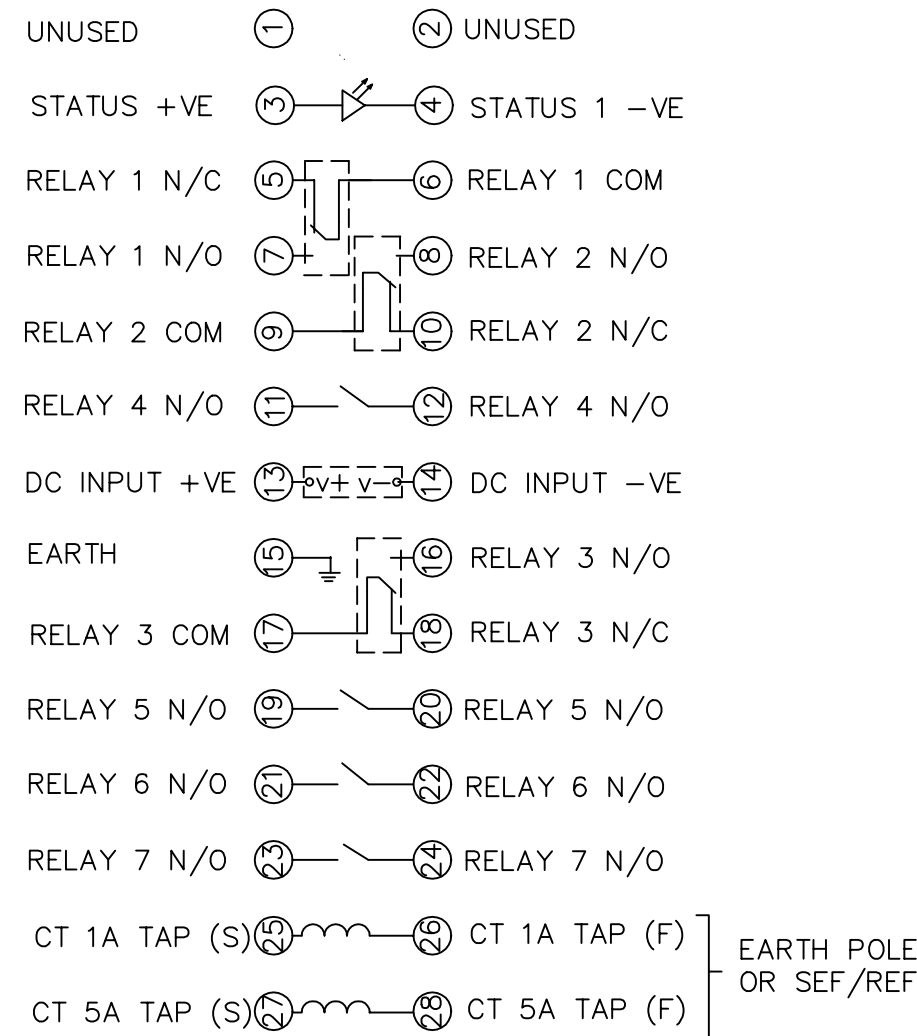 UNUSED 1 2 UNUSED
STATUS +VE 3 4 STATUS 1 −VE
RELAY 1 N/C 5 6 RELAY 1 COM
RELAY 1 N/O 7 8 RELAY 2 N/O
RELAY 2 COM 9 10 RELAY 2 N/C
RELAY 4 N/O 11 12 RELAY 4 N/O
DC INPUT +VE 13 V+ V− 14 DC INPUT −VE
EARTH 15 16 RELAY 3 N/O
RELAY 3 COM 17 18 RELAY 3 N/C
RELAY 5 N/O 19 20 RELAY 5 N/O
RELAY 6 N/O 21 22 RELAY 6 N/O
RELAY 7 N/O 23 24 RELAY 7 N/O
CT 1A TAP (S) 25 26 CT 1A TAP (F)
CT 5A TAP (S) 27 28 CT 5A TAP (F)
EARTH POLE
OR SEF/REF